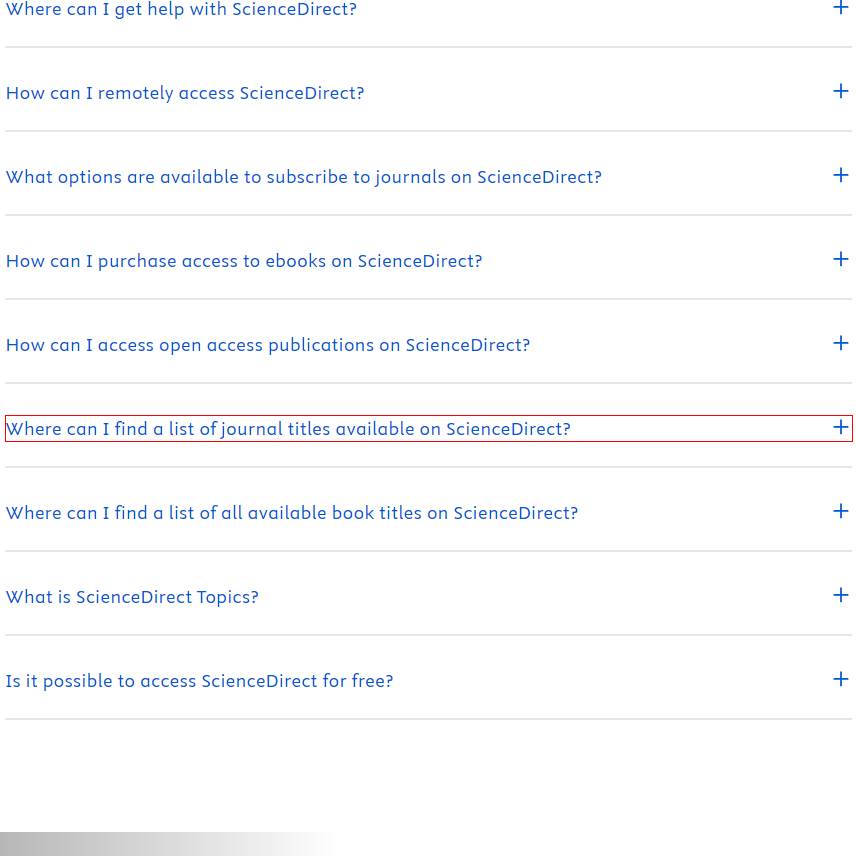 Where can I get help with ScienceDirect?
How can I remotely access ScienceDirect?
What options are available to subscribe to journals on ScienceDirect?
How can I purchase access to ebooks on ScienceDirect?
How can I access open access publications on ScienceDirect?
Where can I find a list of journal titles available on ScienceDirect?
Where can I find a list of all available book titles on ScienceDirect?
What is ScienceDirect Topics?
Is it possible to access ScienceDirect for free?